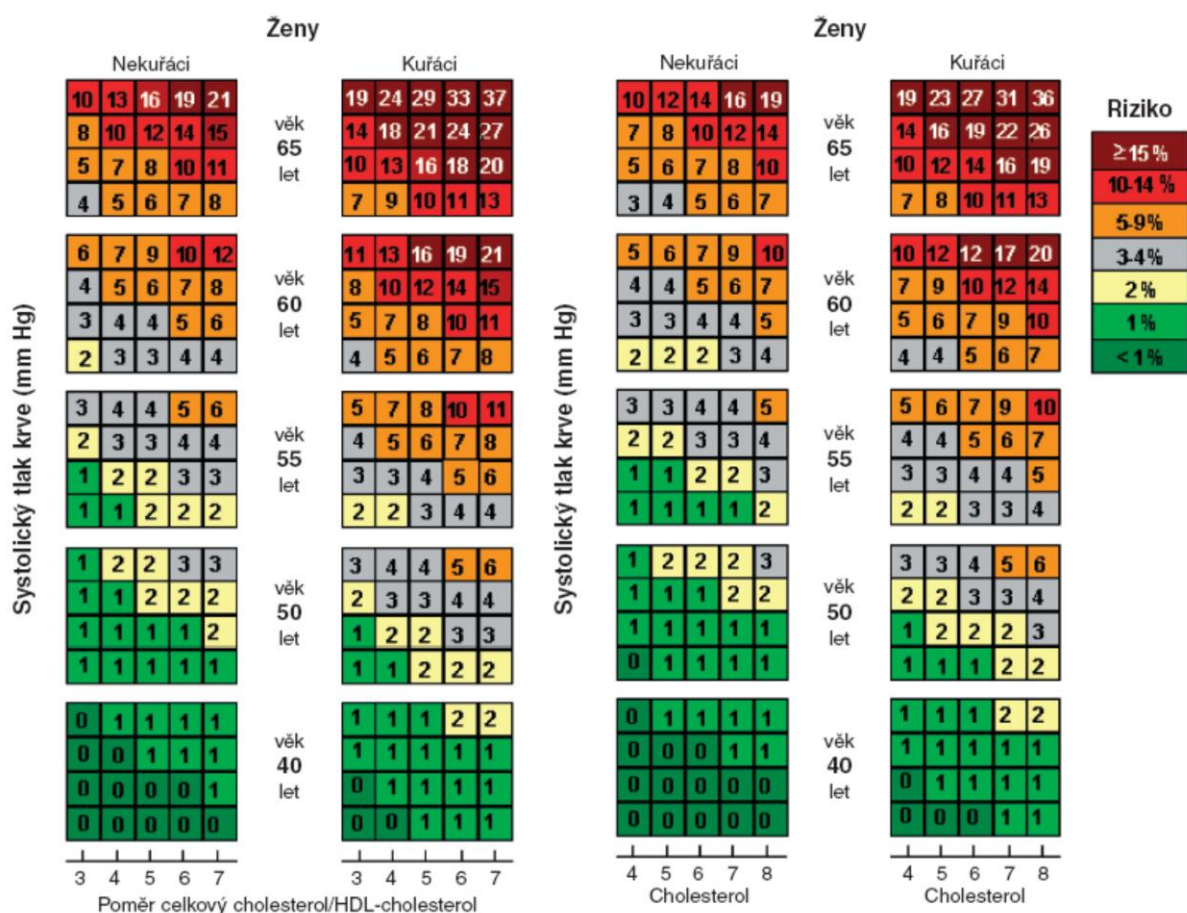 Ženy
Nekuřáci
Kuřáci
Systolický tlak krve (mm Hg)
10 13 16 19 21
8 10 12 14 15
5 7 8 10 11
4 5 6 7 8
věk
65
let
19 24 29 33 37
14 18 21 24 27
10 13 16 18 20
7 9 10 11 13
6 7 9 10 12
4 5 6 7 8
3 4 4 5 6
2 3 3 4 4
věk
60
let
11 13 16 19 21
8 10 12 14 15
5 7 8 10 11
4 5 6 7 8
3 4 4 5 6
2 3 3 4 4
1 2 2 3 3
1 1 2 2 2
věk
55
let
5 7 8 10 11
4 5 6 7 8
3 3 4 5 6
2 2 3 4 4
1 2 2 3 3
1 1 2 2 2
1 1 1 1 2
1 1 1 1 1
věk
50
let
3 4 4 5 6
2 3 3 4 4
1 2 2 3 3
1 1 2 2 2
0 1 1 1 1
0 0 1 1 1
0 0 0 0 1
0 0 0 0 0
věk
40
let
1 1 1 2 2
1 1 1 1 1
0 1 1 1 1
0 0 1 1 1
3 4 5 6 7
3 4 5 6 7
Poměr celkový cholesterol/HDL-cholesterol
Ženy
Nekuřáci
Kuřáci
Systolický tlak krve (mm Hg)
10 12 14 16 19
7 8 10 12 14
5 6 7 8 10
3 4 5 6 7
věk
65
let
19 23 27 31 36
14 16 19 22 26
10 12 14 16 19
7 8 10 11 13
5 6 7 9 10
4 4 5 6 7
3 3 4 4 5
2 2 2 3 4
věk
60
let
10 12 12 17 20
7 9 10 12 14
5 6 7 9 10
4 4 5 6 7
3 3 4 4 5
2 2 3 3 4
1 1 2 2 3
1 1 1 1 2
věk
55
let
5 6 7 9 10
4 4 5 6 7
3 3 4 4 5
2 2 3 3 4
1 2 2 2 3
1 1 1 2 2
1 1 1 1 1
0 1 1 1 1
věk
50
let
3 3 4 5 6
2 2 3 3 4
1 2 2 2 3
1 1 1 2 2
0 1 1 1 1
0 0 0 1 1
0 0 0 0 0
0 0 0 0 0
věk
40
let
1 1 1 2 2
1 1 1 1 1
0 1 1 1 1
0 0 0 1 1
4 5 6 7 8
Cholesterol
4 5 6 7 8
Cholesterol
Riziko
≥15 %
10-14 %
5-9%
3-4%
2%
1%
<1%